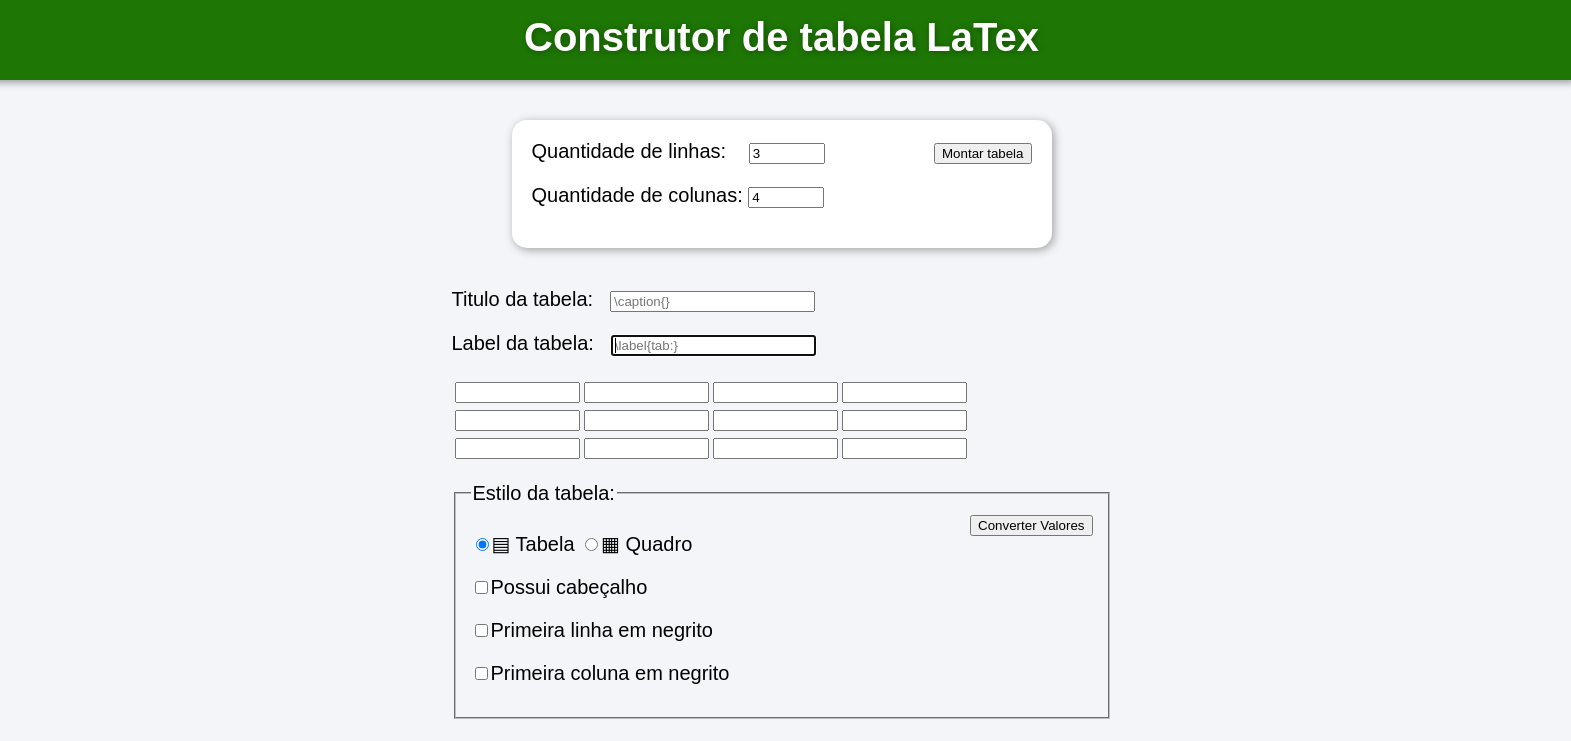 Construtor de tabela LaTex
Quantidade de linhas: 3 Montar tabela
Quantidade de colunas: 4
Titulo da tabela: \caption{}
Label da tabela: \label{tab:}
Estilo da tabela:
Converter Valores
▤ Tabela ▦ Quadro
Possui cabeçalho
Primeira linha em negrito
Primeira coluna em negrito